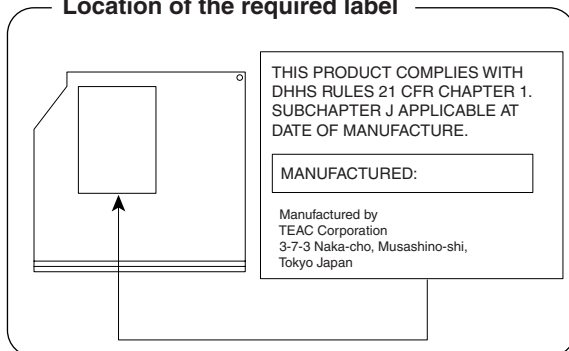 Location of the required label
THIS PRODUCT COMPLIES WITH
DHHS RULES 21 CFR CHAPTER 1.
SUBCHAPTER J APPLICABLE AT
DATE OF MANUFACTURE.
MANUFACTURED:
Manufactured by
TEAC Corporation
3-7-3 Naka-cho, Musashino-shi,
Tokyo Japan